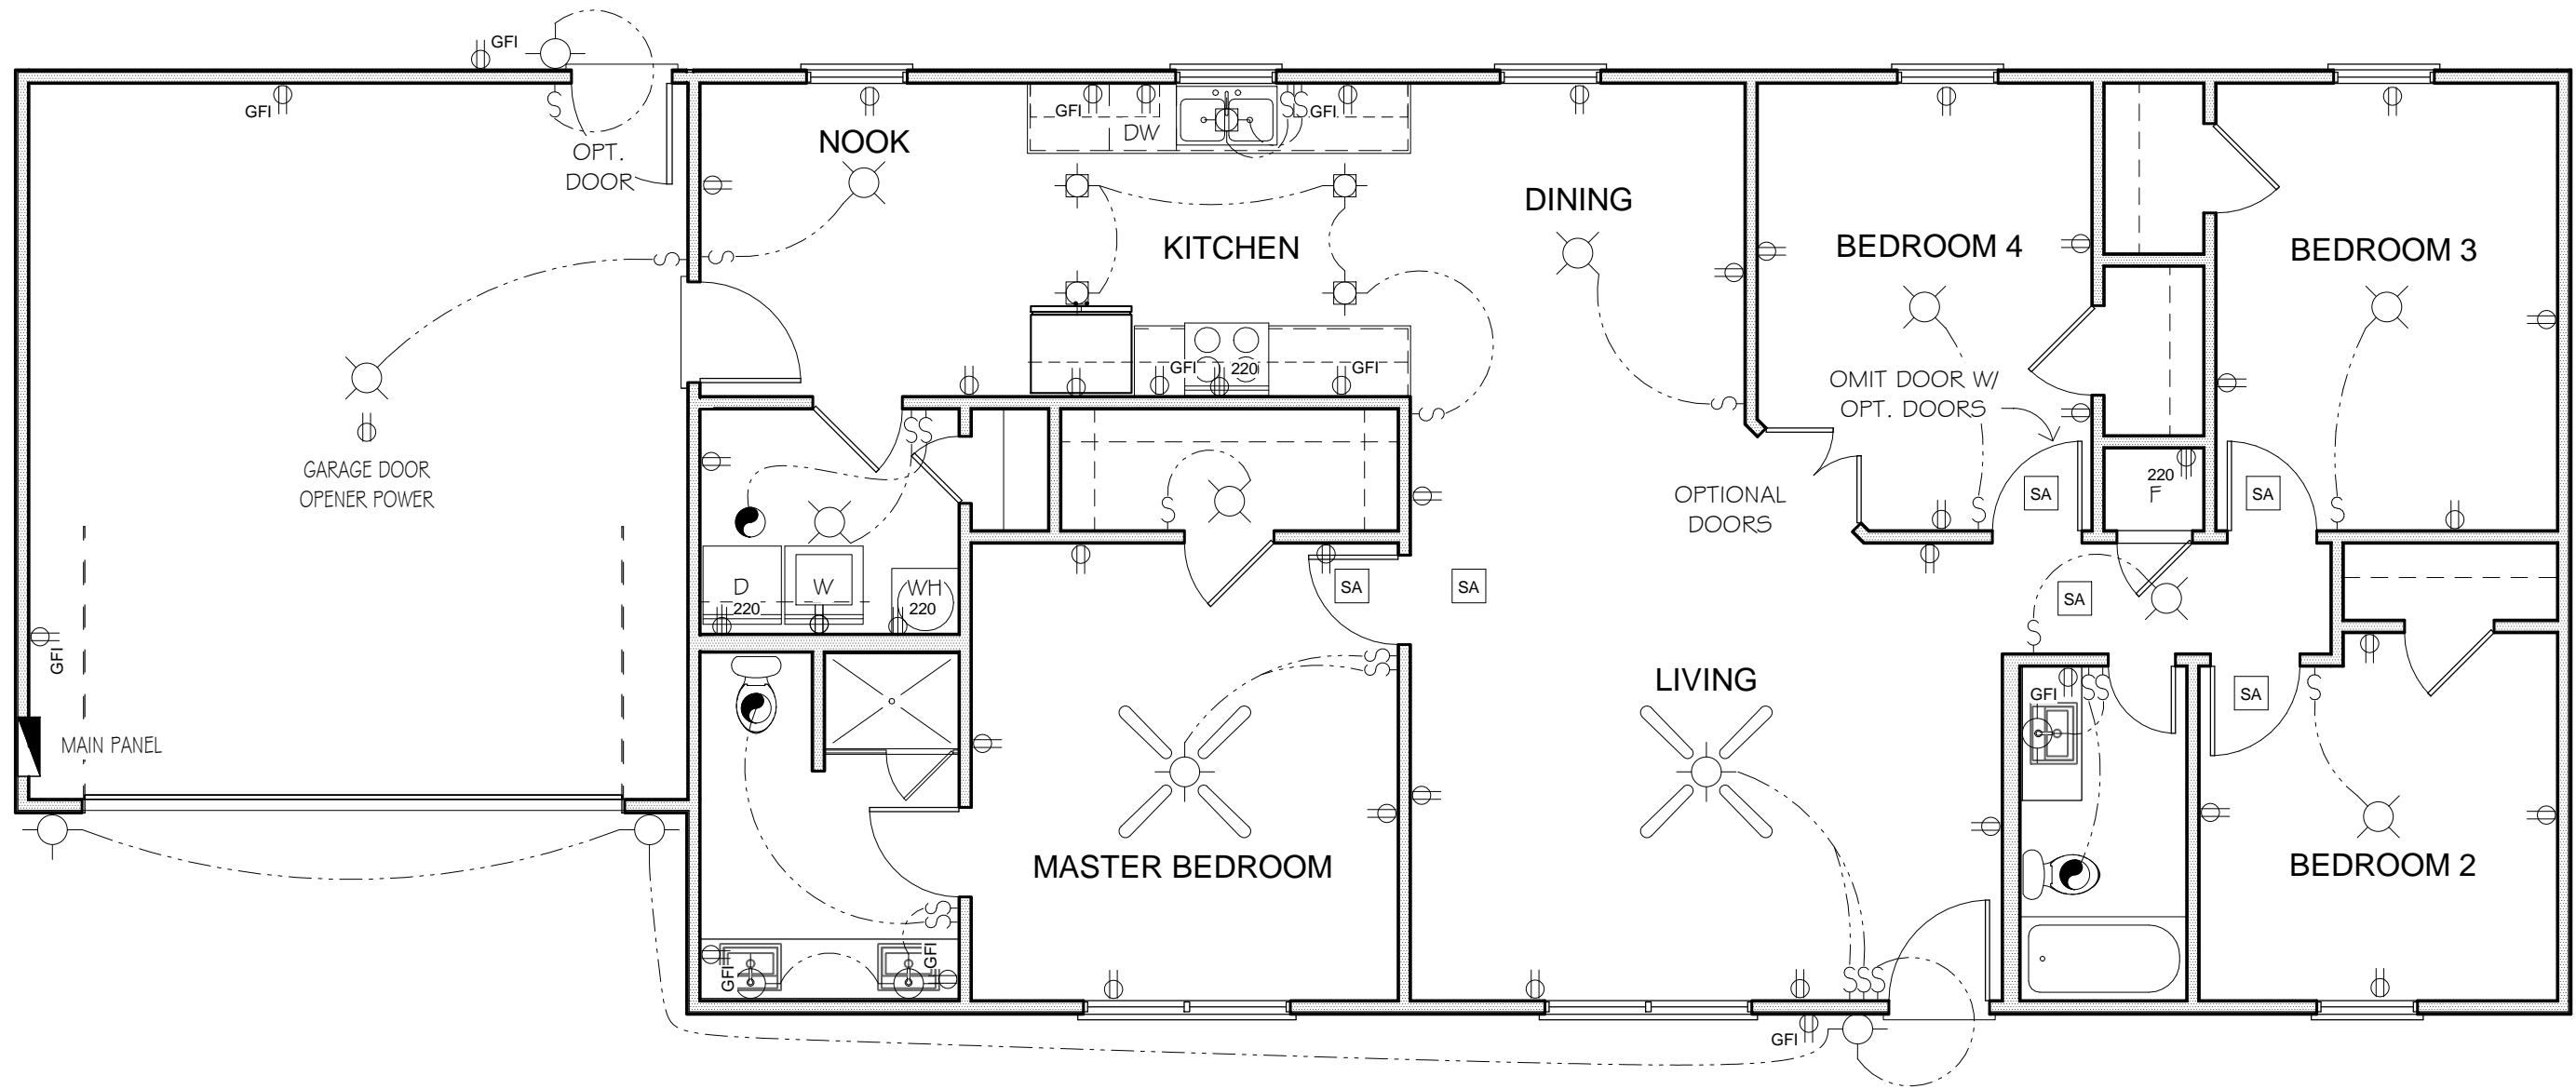 GFI
GFI
OPT.
DOOR
NOOK
GFI
DW
GFI
S
S
S
S
DINING
KITCHEN
BEDROOM 4
BEDROOM 3
S
S
GFI
220
GFI
OMIT DOOR W/
OPT. DOORS
S
S
S
S
GARAGE DOOR
OPENER POWER
S
OPTIONAL
DOORS
SA
220
F
SA
S
S
D
W
WH
220
220
SA
SA
SA
S
GFI
S
S
LIVING
SA
GFI
S
S
S
MAIN PANEL
MASTER BEDROOM
BEDROOM 2
S
S
GFI
GFI
S
S
S
GFI